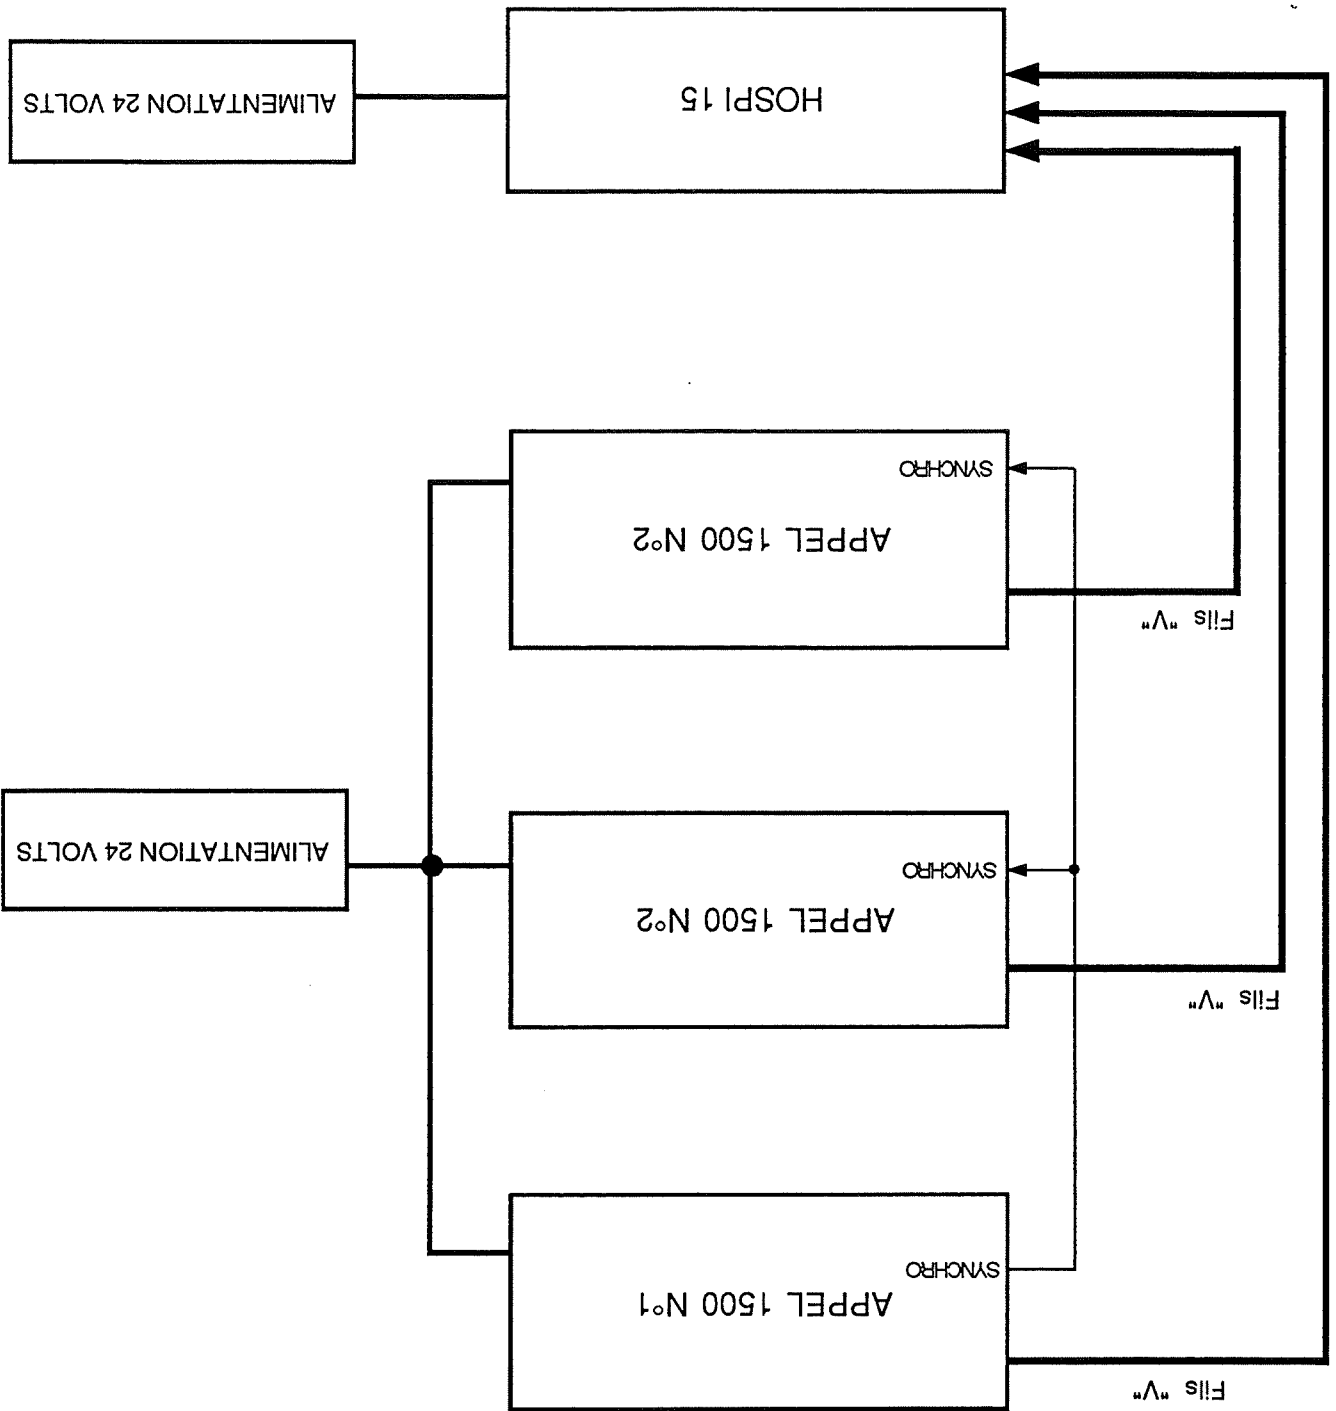 Fils "V"
APPEL 1500 N°1
SYNCHRO
Fils "V"
APPEL 1500 N°2
SYNCHRO
ALIMENTATION 24 VOLTS
Fils "V"
APPEL 1500 N°2
SYNCHRO
HOSPI 15
ALIMENTATION 24 VOLTS